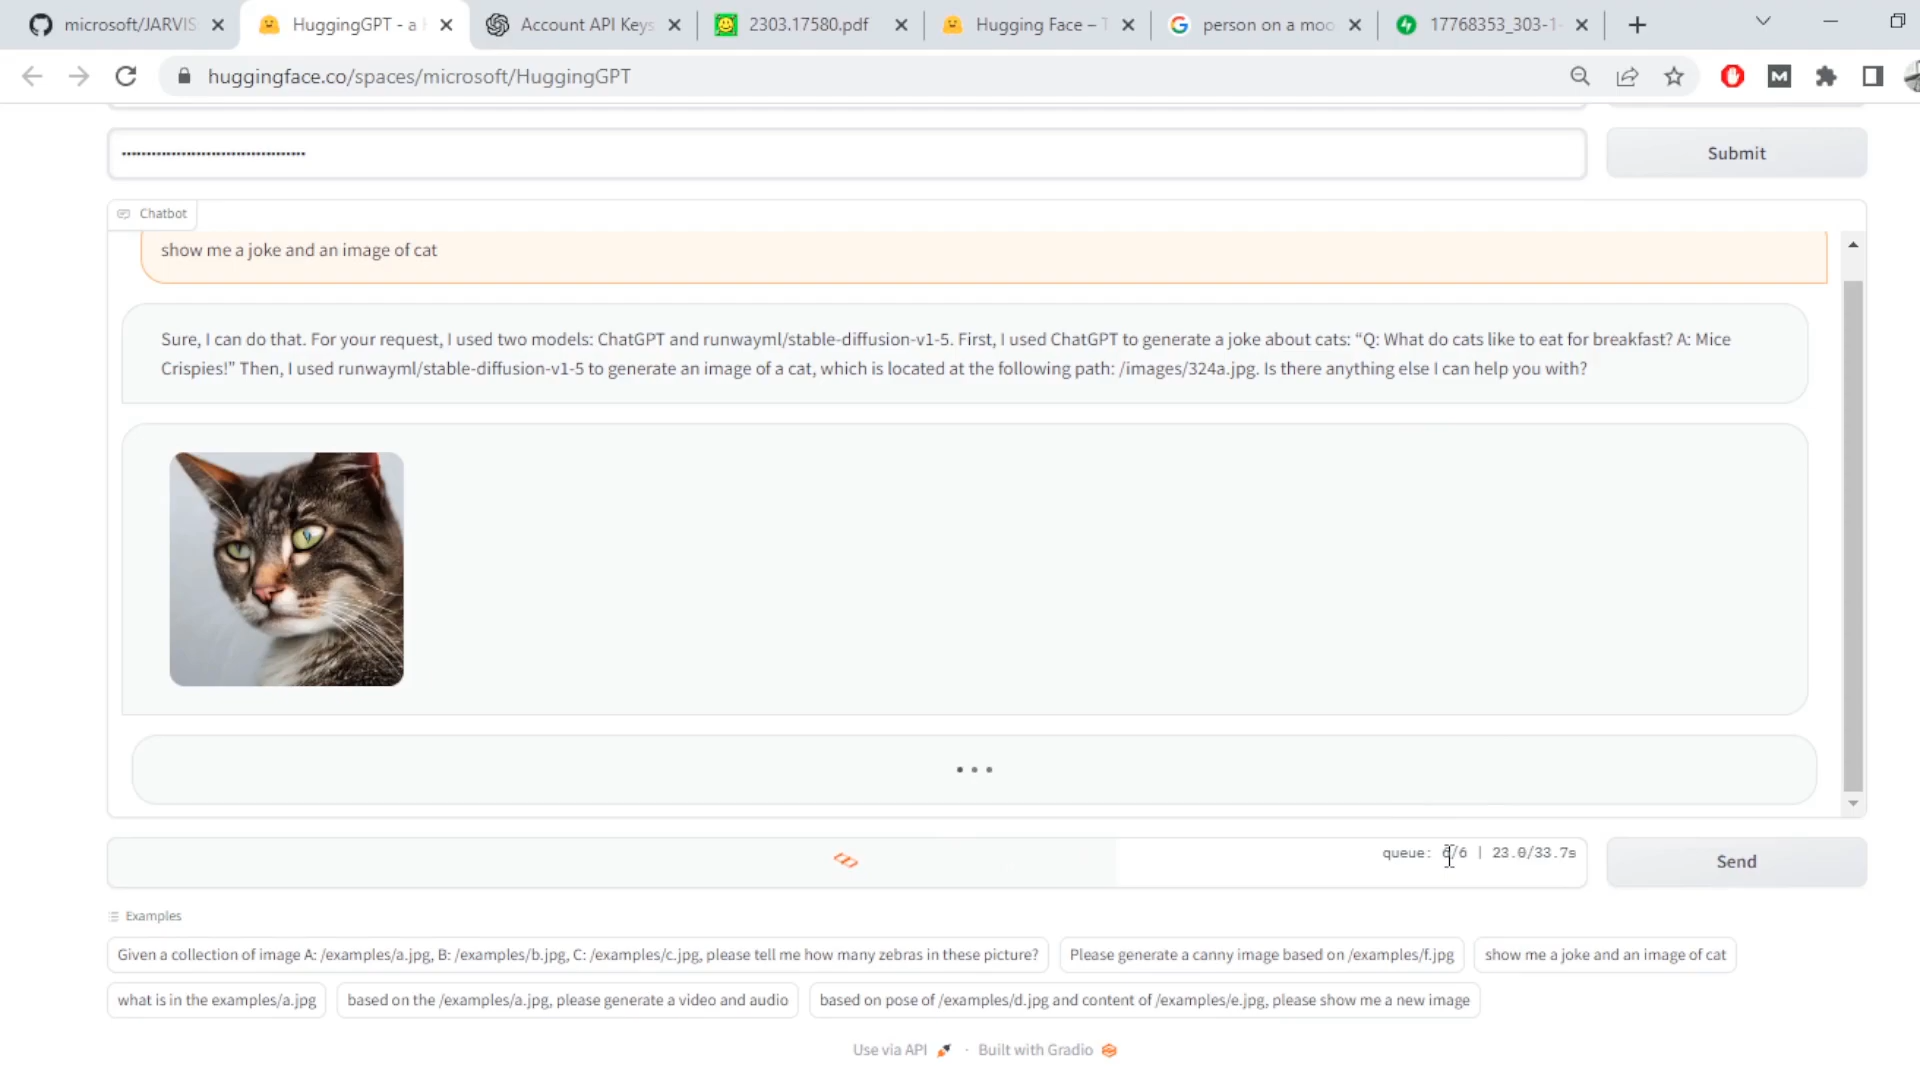 microsoft/JARVIS
HuggingGPT - a
Account API Keys
2303.17580.pdf
Hugging Face – T
person on a moo
17768353_303-1-
huggingface.co/spaces/microsoft/HuggingGPT
Submit
Chatbot
show me a joke and an image of cat
Sure, I can do that. For your request, I used two models: ChatGPT and runwayml/stable-diffusion-v1-5. First, I used ChatGPT to generate a joke about cats: “Q: What do cats like to eat for breakfast? A: Mice
Crispies!” Then, I used runwayml/stable-diffusion-v1-5 to generate an image of a cat, which is located at the following path: /images/324a.jpg. Is there anything else I can help you with?
queue: 6/6 | 23.0/33.7s
Send
Examples
Given a collection of image A: /examples/a.jpg, B: /examples/b.jpg, C: /examples/c.jpg, please tell me how many zebras in these picture?
Please generate a canny image based on /examples/f.jpg
show me a joke and an image of cat
what is in the examples/a.jpg
based on the /examples/a.jpg, please generate a video and audio
based on pose of /examples/d.jpg and content of /examples/e.jpg, please show me a new image
Use via API · Built with Gradio